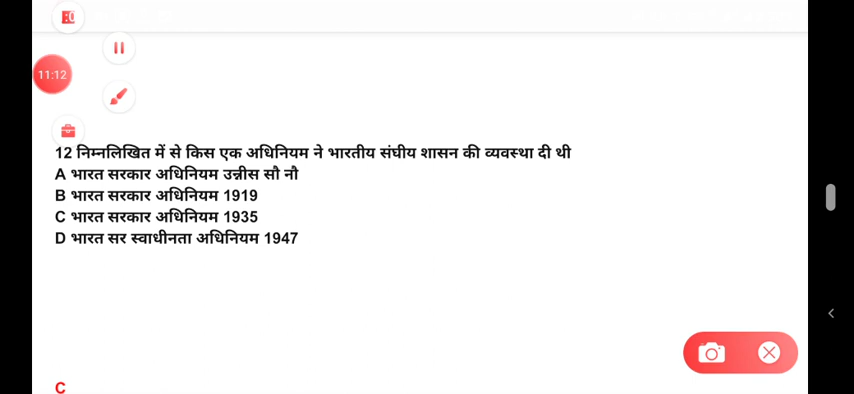 11:12
12 निम्नलिखित में से किस एक अधिनियम ने भारतीय संघीय शासन की व्यवस्था दी थी
A भारत सरकार अधिनियम उन्नीस सौ नौ
B भारत सरकार अधिनियम 1919
C भारत सरकार अधिनियम 1935
D भारत सर स्वाधीनता अधिनियम 1947
C